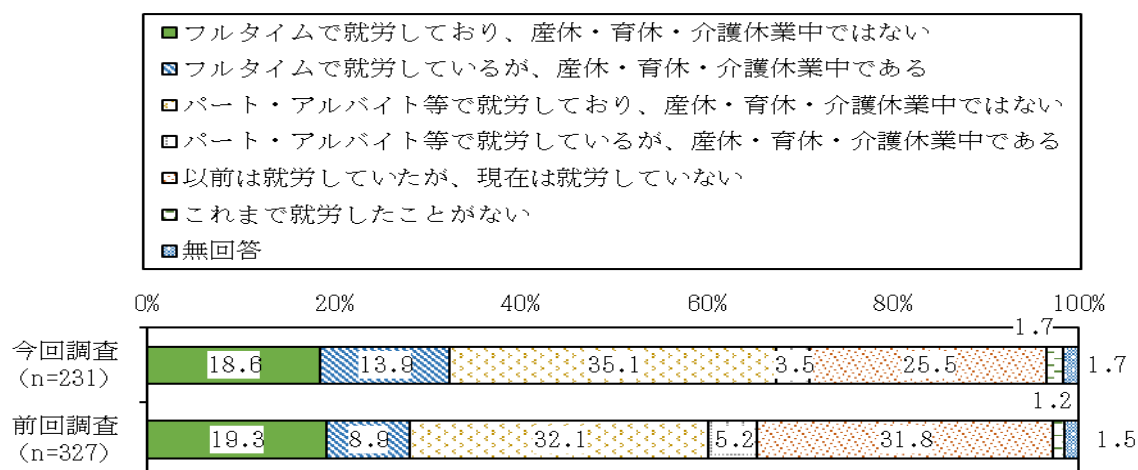 フルタイムで就労しており、産休・育休・介護休業中ではない
フルタイムで就労しているが、産休・育休・介護休業中である
パート・アルバイト等で就労しており、産休・育休・介護休業中ではない
パート・アルバイト等で就労しているが、産休・育休・介護休業中である
以前は就労していたが、現在は就労していない
これまで就労したことがない
無回答
0% 20% 40% 60% 80% 100%
1.7
今回調査
(n=231)
18.6 13.9 35.1 3.5 25.5 1.7
1.2
前回調査
(n=327)
19.3 8.9 32.1 5.2 31.8 1.5